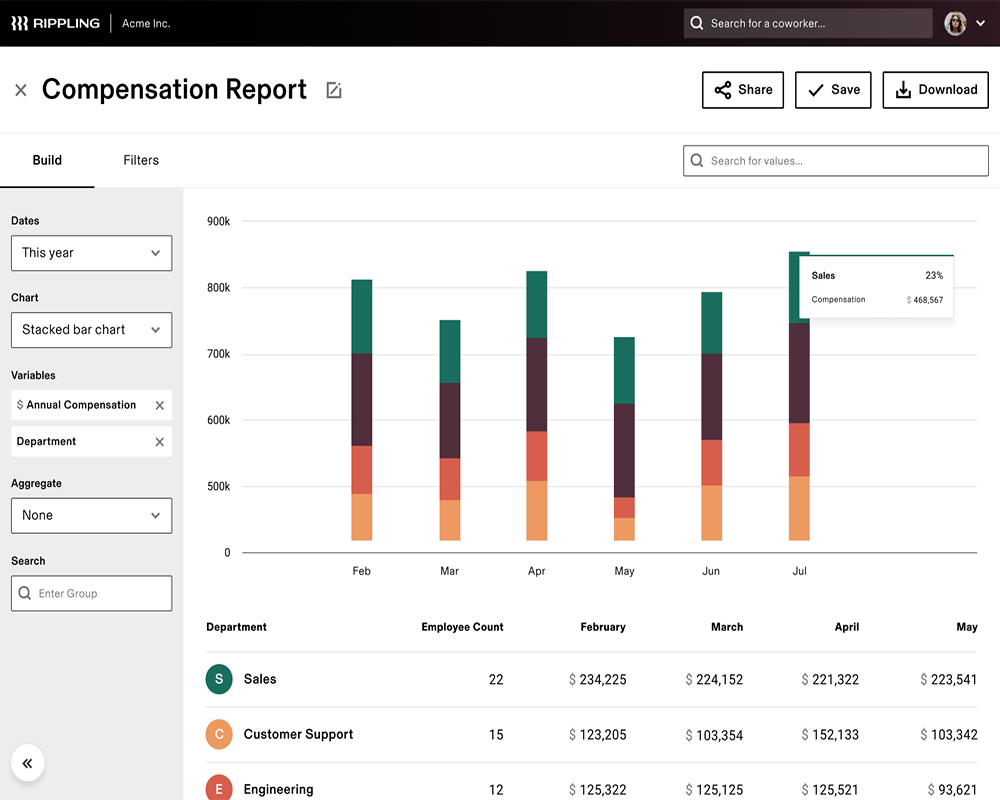 RIPPLING Acme Inc. Search for a coworker...
Compensation Report Share Save Download
Build Filters Search for values...
Dates
This year
Chart
Stacked bar chart
Variables
$ Annual Compensation
Department
Aggregate
None
Search
Enter Group
900k
800k
700k
600k
500k
0
Sales 23%
Compensation $ 468,567
Feb Mar Apr May Jun Jul
Department Employee Count February March April May
S Sales 22 $ 234,225 $ 224,152 $ 221,322 $ 223,541
C Customer Support 15 $ 123,205 $ 103,354 $ 152,133 $ 103,342
E Engineering 12 $ 125,322 $ 125,125 $ 125,521 $ 93,621